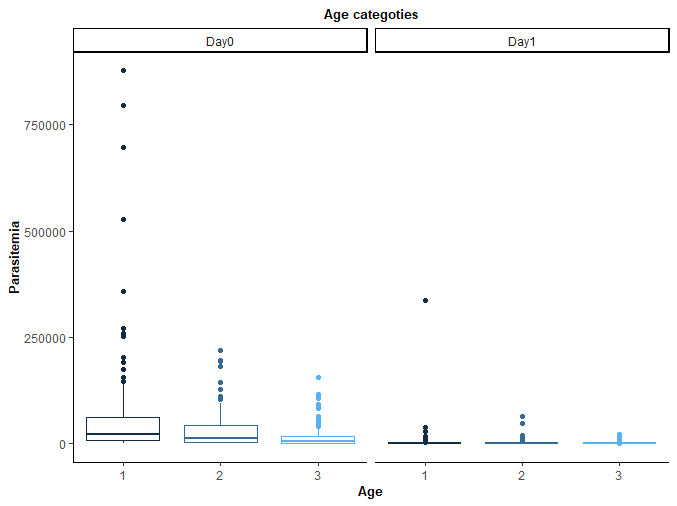 Age categoties
Day0 Day1
750000
500000
250000
0
Parasitemia
1 2 3 1 2 3
Age